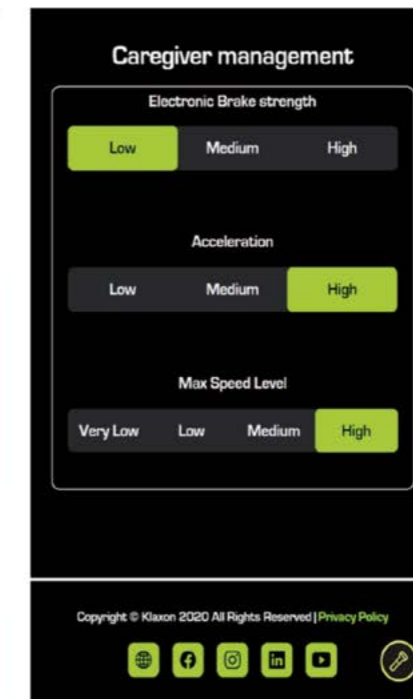 Caregiver management
Electronic Brake strength
Low Medium High
Acceleration
Low Medium High
Max Speed Level
Very Low Low Medium High
Copyright © Klaxon 2020 All Rights Reserved | Privacy Policy